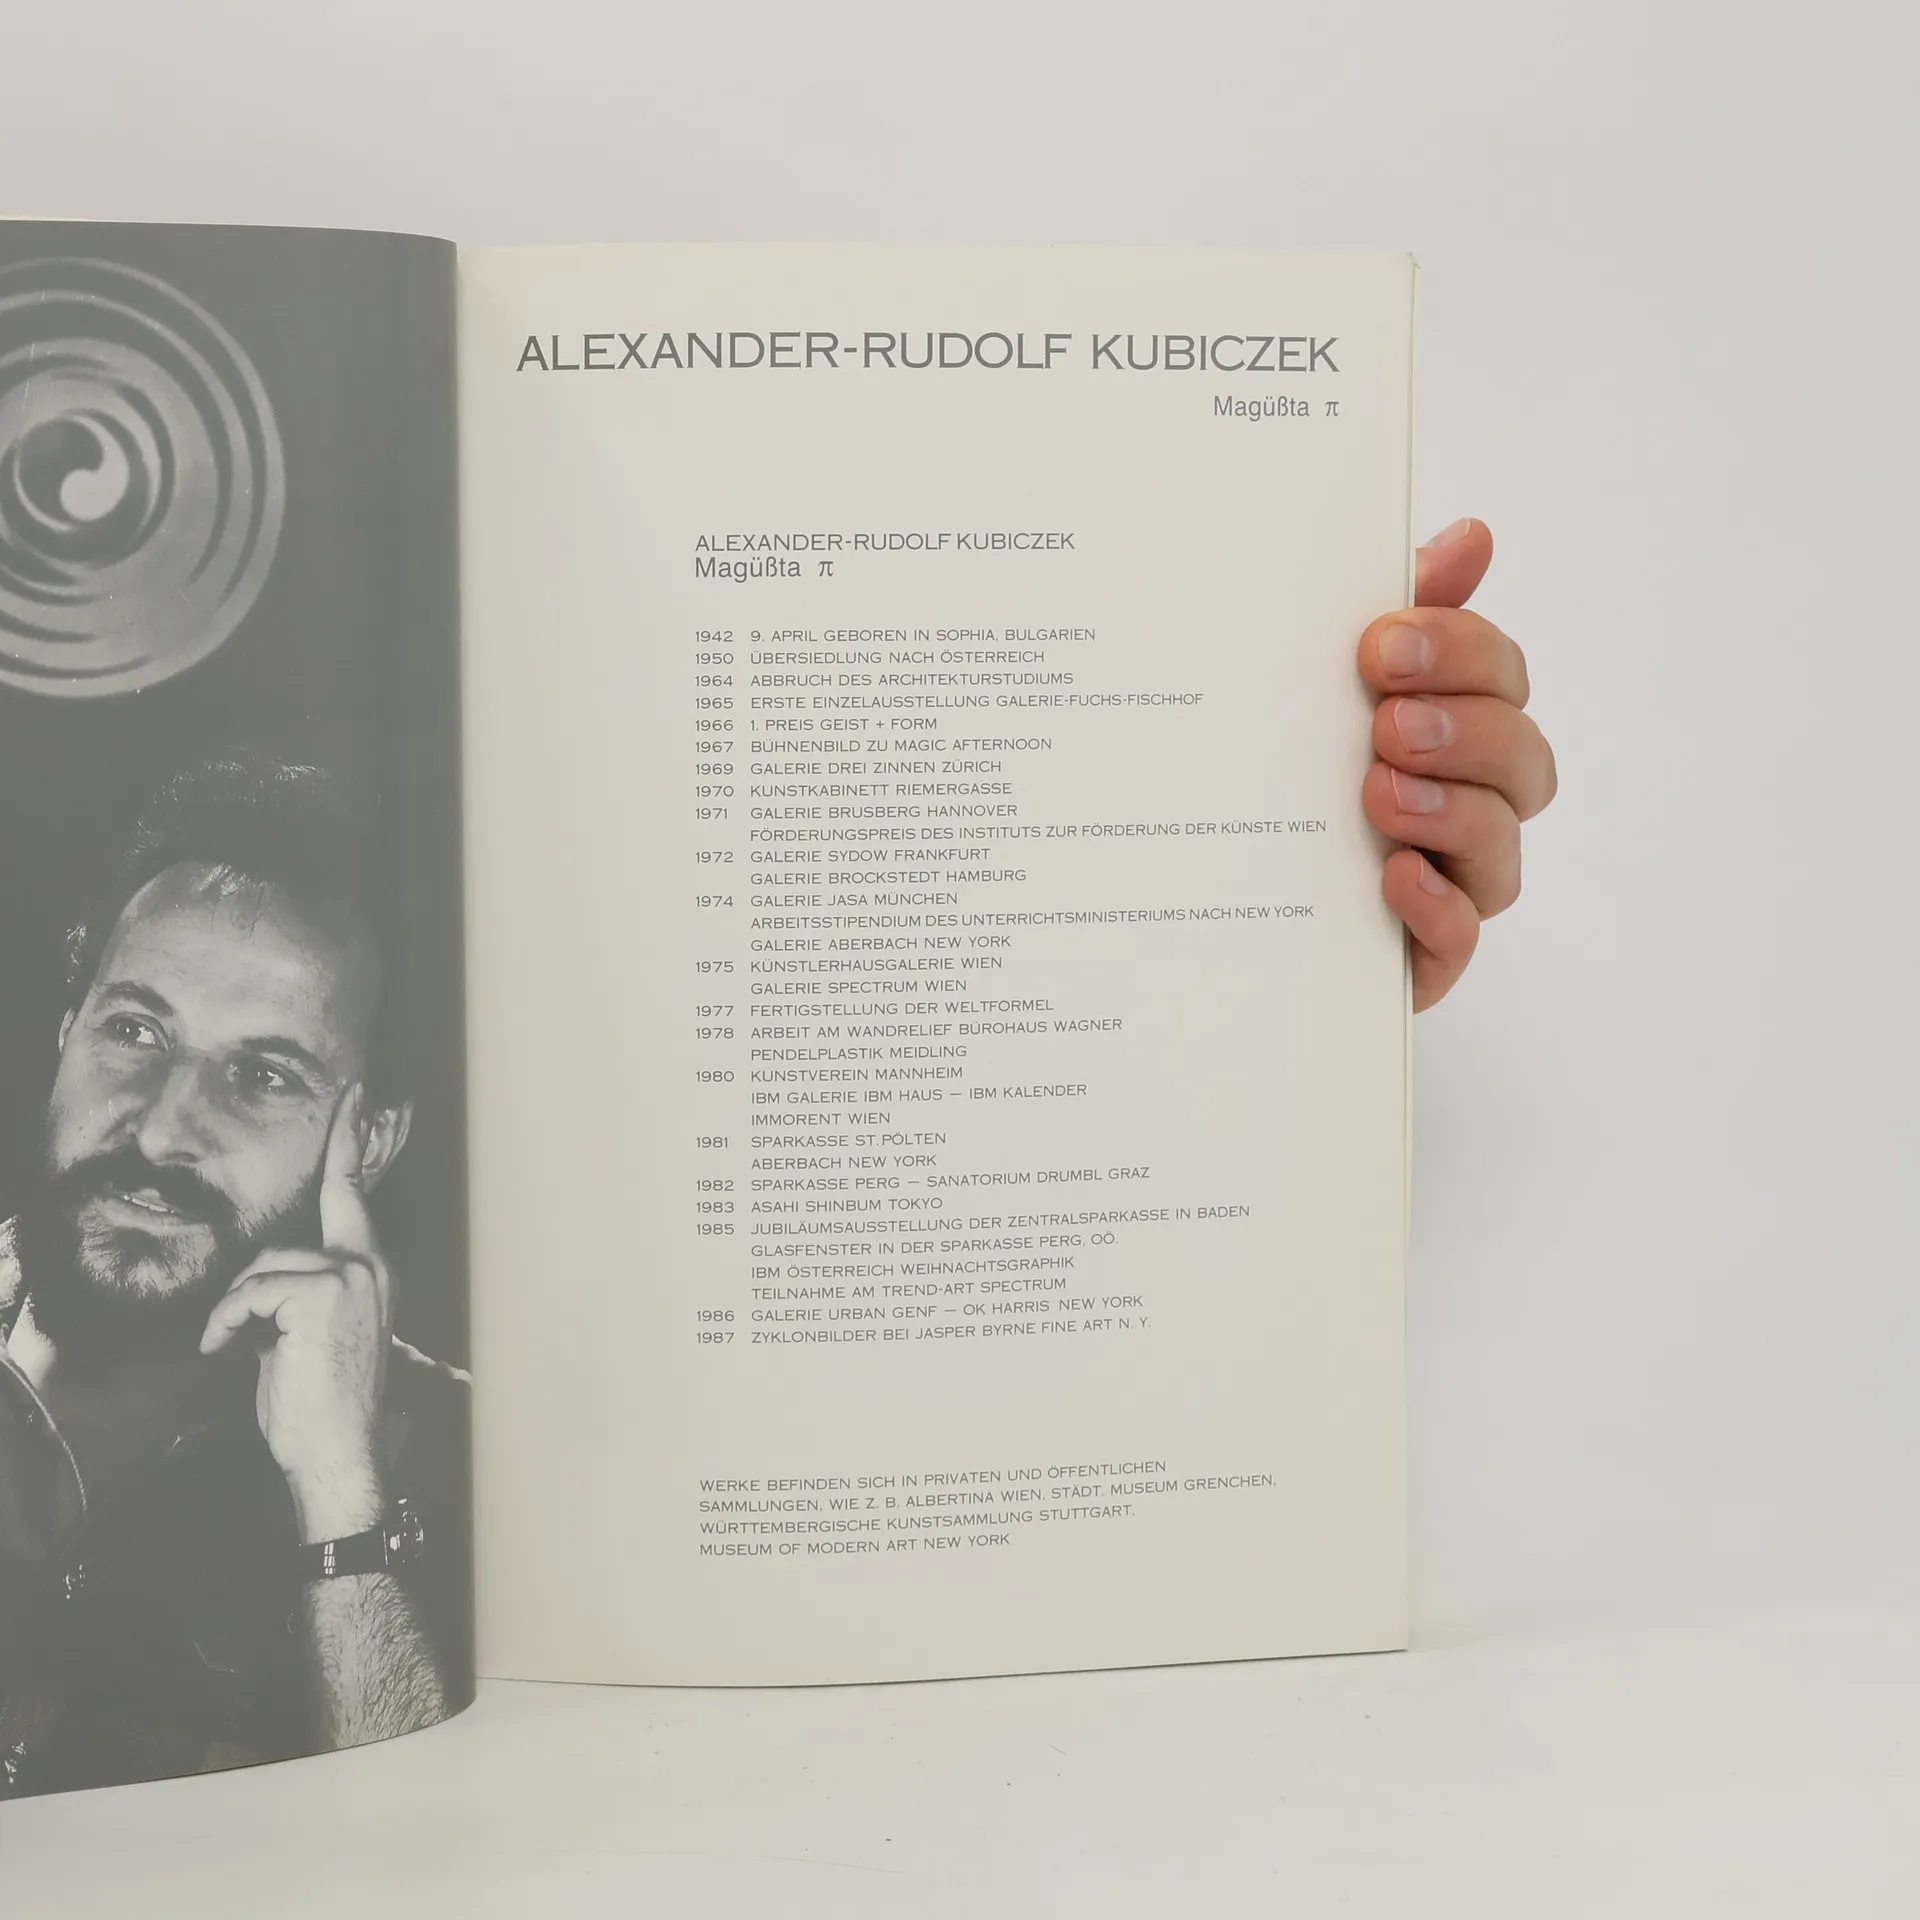 ALEXANDER-RUDOLF KUBICZEK
Magüßta π
ALEXANDER-RUDOLF KUBICZEK
Magüßta π
1942 9. APRIL GEBOREN IN SOPHIA, BULGARIEN
1950 ÜBERSIEDLUNG NACH ÖSTERREICH
1964 ABBRUCH DES ARCHITEKTURSTUDIUMS
1965 ERSTE EINZELAUSSTELLUNG GALERIE-FUCHS-FISCHHOF
1966 1. PREIS GEIST + FORM
1967 BÜHNENBILD ZU MAGIC AFTERNOON
1969 GALERIE DREI ZINNEN ZÜRICH
1970 KUNSTKABINETT RIEMERGASSE
1971 GALERIE BRUSBERG HANNOVER
FÖRDERUNGSPREIS DES INSTITUTS ZUR FÖRDERUNG DER KÜNSTE WIEN
1972 GALERIE SYDOW FRANKFURT
GALERIE BROCKSTEDT HAMBURG
1974 GALERIE JASA MÜNCHEN
ARBEITSSTIPENDIUM DES UNTERRICHTSMINISTERIUMS NACH NEW YORK
GALERIE ABERBACH NEW YORK
1975 KÜNSTLERHAUSGALERIE WIEN
GALERIE SPECTRUM WIEN
1977 FERTIGSTELLUNG DER WELTFORMEL
1978 ARBEIT AM WANDRELIEF BÜROHAUS WAGNER
PENDELPLASTIK MEIDLING
1980 KUNSTVEREIN MANNHEIM
IBM GALERIE IBM HAUS — IBM KALENDER
IMMORENT WIEN
1981 SPARKASSE ST.PÖLTEN
ABERBACH NEW YORK
1982 SPARKASSE PERG — SANATORIUM DRUMBL GRAZ
1983 ASAHI SHINBUM TOKYO
1985 JUBILÄUMSAUSSTELLUNG DER ZENTRALSPARKASSE IN BADEN
GLASFENSTER IN DER SPARKASSE PERG, OÖ.
IBM ÖSTERREICH WEIHNACHTSGRAPHIK
TEILNAHME AM TREND-ART SPECTRUM
1986 GALERIE URBAN GENF — OK HARRIS NEW YORK
1987 ZYKLONBILDER BEI JASPER BYRNE FINE ART N. Y.
WERKE BEFINDEN SICH IN PRIVATEN UND ÖFFENTLICHEN
SAMMLUNGEN, WIE Z. B. ALBERTINA WIEN, STÄDT. MUSEUM GRENCHEN,
WÜRTTEMBERGISCHE KUNSTSAMMLUNG STUTTGART,
MUSEUM OF MODERN ART NEW YORK